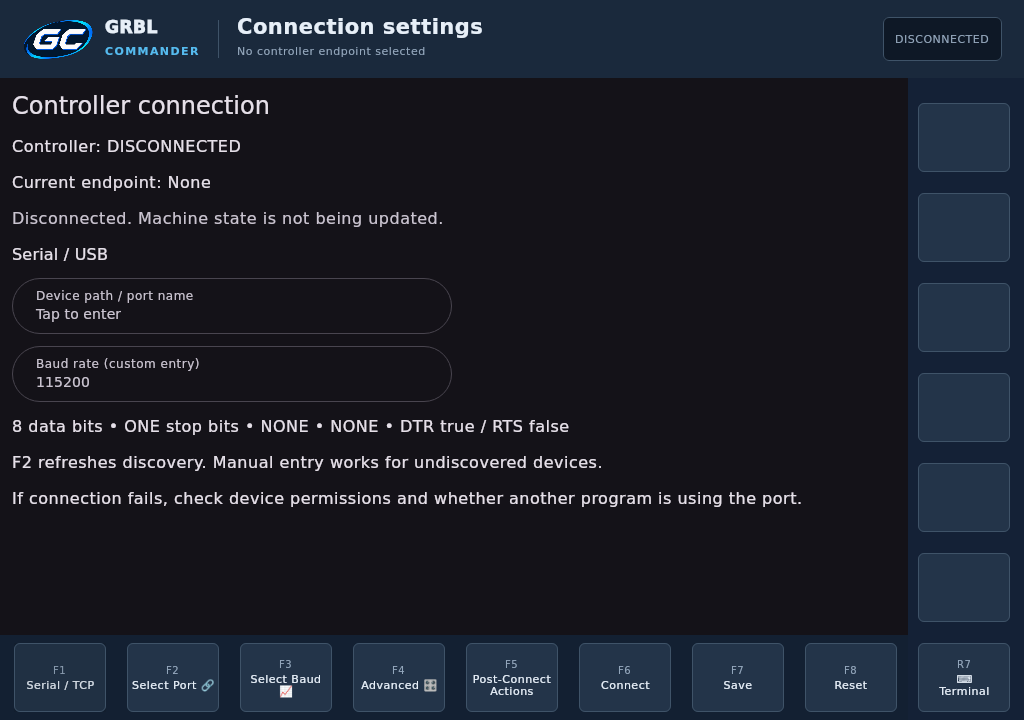 GC
GRBL
COMMANDER
Connection settings
No controller endpoint selected
DISCONNECTED
Controller connection
Controller: DISCONNECTED
Current endpoint: None
Disconnected. Machine state is not being updated.
Serial / USB
Device path / port name
Tap to enter
Baud rate (custom entry)
115200
8 data bits • ONE stop bits • NONE • NONE • DTR true / RTS false
F2 refreshes discovery. Manual entry works for undiscovered devices.
If connection fails, check device permissions and whether another program is using the port.
F1
Serial / TCP
F2
Select Port 🔗
F3
Select Baud
📈
F4
Advanced 🎛
F5
Post-Connect
Actions
F6
Connect
F7
Save
F8
Reset
R7
⌨
Terminal